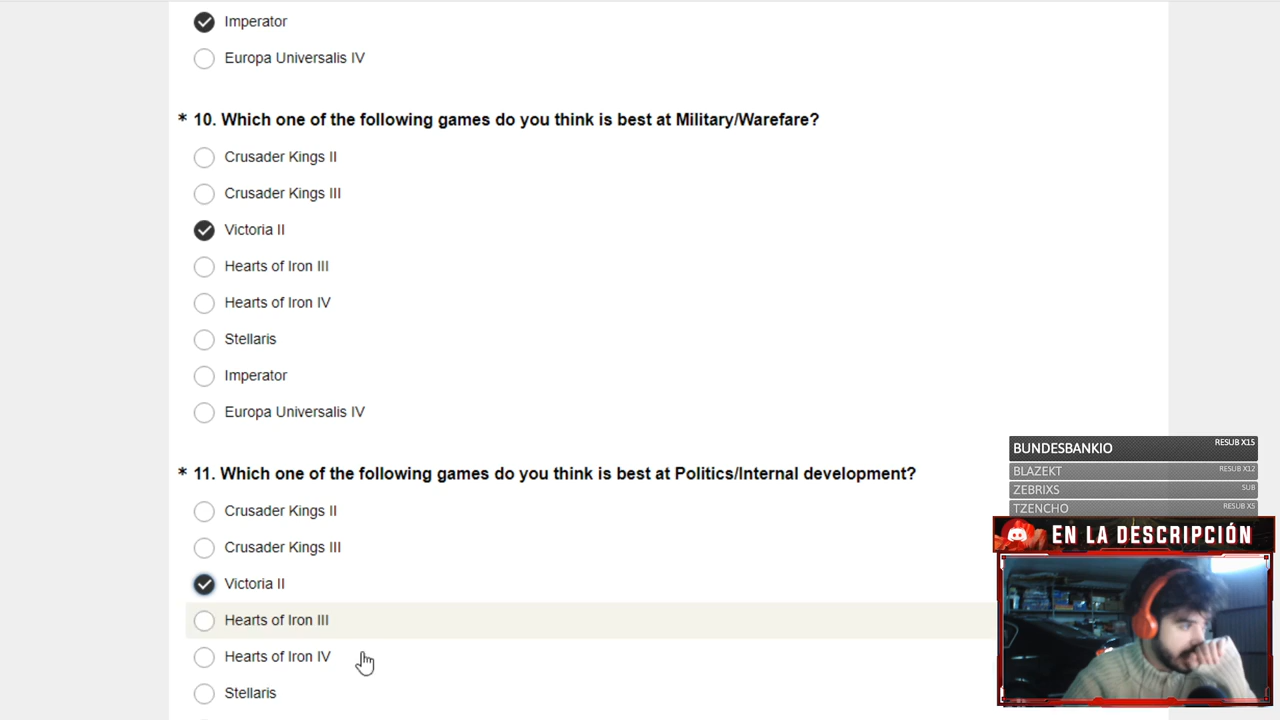 Imperator
Europa Universalis IV
* 10. Which one of the following games do you think is best at Military/Warefare?
Crusader Kings II
Crusader Kings III
Victoria II
Hearts of Iron III
Hearts of Iron IV
Stellaris
Imperator
Europa Universalis IV
* 11. Which one of the following games do you think is best at Politics/Internal development?
Crusader Kings II
Crusader Kings III
Victoria II
Hearts of Iron III
Hearts of Iron IV
Stellaris
BUNDESBANKIO RESUB X15
BLAZEKT RESUB X12
ZEBRIXS SUB
TZENCHO RESUB X5
EN LA DESCRIPCIÓN